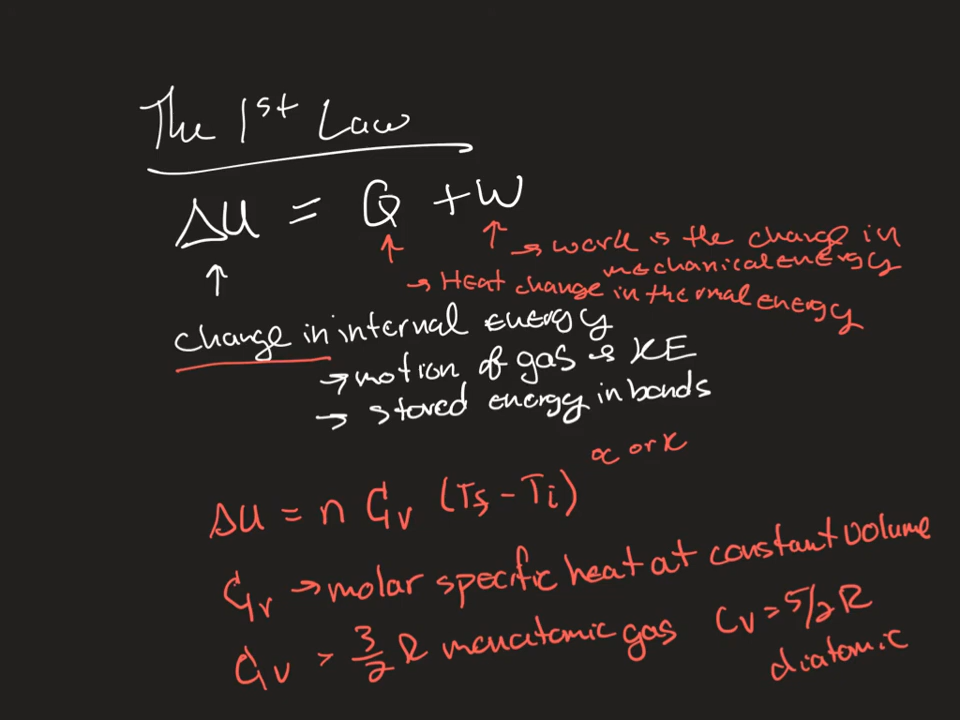 The 1st Law
ΔU = Q + W
→ work is the change in
mechanical energy
→ Heat change in thermal energy
change in internal energy
→ motion of gas is KE
→ stored energy in bonds
ΔU = n Cv (Tf - Ti) °C or K
Cv → molar specific heat at constant volume
Cv = 3/2 R monatomic gas Cv = 5/2 R
diatomic